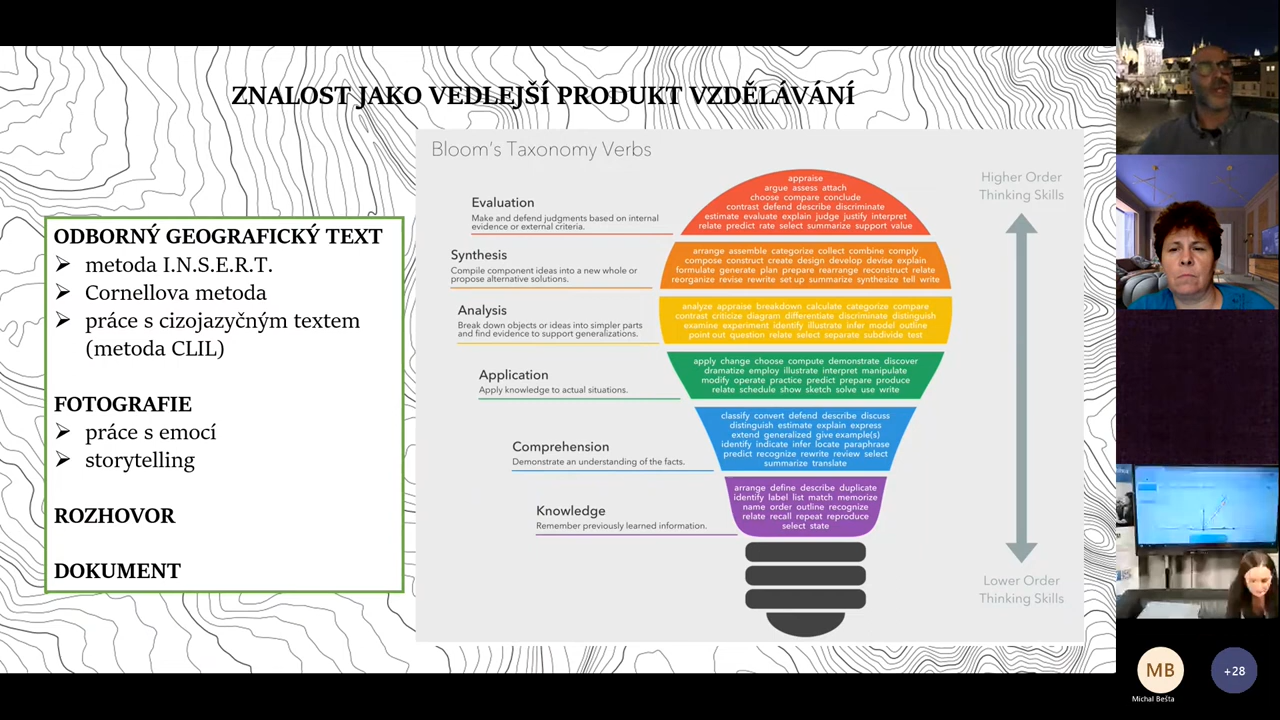 ZNALOST JAKO VEDLEJŠÍ PRODUKT VZDĚLÁVÁNÍ
ODBORNÝ GEOGRAFICKÝ TEXT
➢ metoda I.N.S.E.R.T.
➢ Cornellova metoda
➢ práce s cizojazyčným textem
(metoda CLIL)
FOTOGRAFIE
➢ práce s emocí
➢ storytelling
ROZHOVOR
DOKUMENT
Bloom's Taxonomy Verbs
Evaluation
Make and defend judgments based on internal
evidence or external criteria.
appraise
argue assess attach
choose compare conclude
contrast defend describe discriminate
estimate evaluate explain judge justify interpret
relate predict rate select summarize support value
Synthesis
Compile component ideas into a new whole or
propose alternative solutions.
arrange assemble categorize collect combine comply
compose construct create design develop devise explain
formulate generate plan prepare rearrange reconstruct relate
reorganize revise rewrite set up summarize synthesize tell write
Analysis
Break down objects or ideas into simpler parts
and find evidence to support generalizations.
analyze appraise breakdown calculate categorize compare
contrast criticize diagram differentiate discriminate distinguish
examine experiment identify illustrate infer model outline
point out question relate select separate subdivide test
Application
Apply knowledge to actual situations.
apply change choose compute demonstrate discover
dramatize employ illustrate interpret manipulate
modify operate practice predict prepare produce
relate schedule show sketch solve use write
Comprehension
Demonstrate an understanding of the facts.
classify convert defend describe discuss
distinguish estimate explain express
extend generalized give example(s)
identify indicate infer locate paraphrase
predict recognize rewrite review select
summarize translate
Knowledge
Remember previously learned information.
arrange define describe duplicate
identify label list match memorize
name order outline recognize
relate recall repeat reproduce
select state
Higher Order
Thinking Skills
Lower Order
Thinking Skills
MB
Michal Bešta
+28